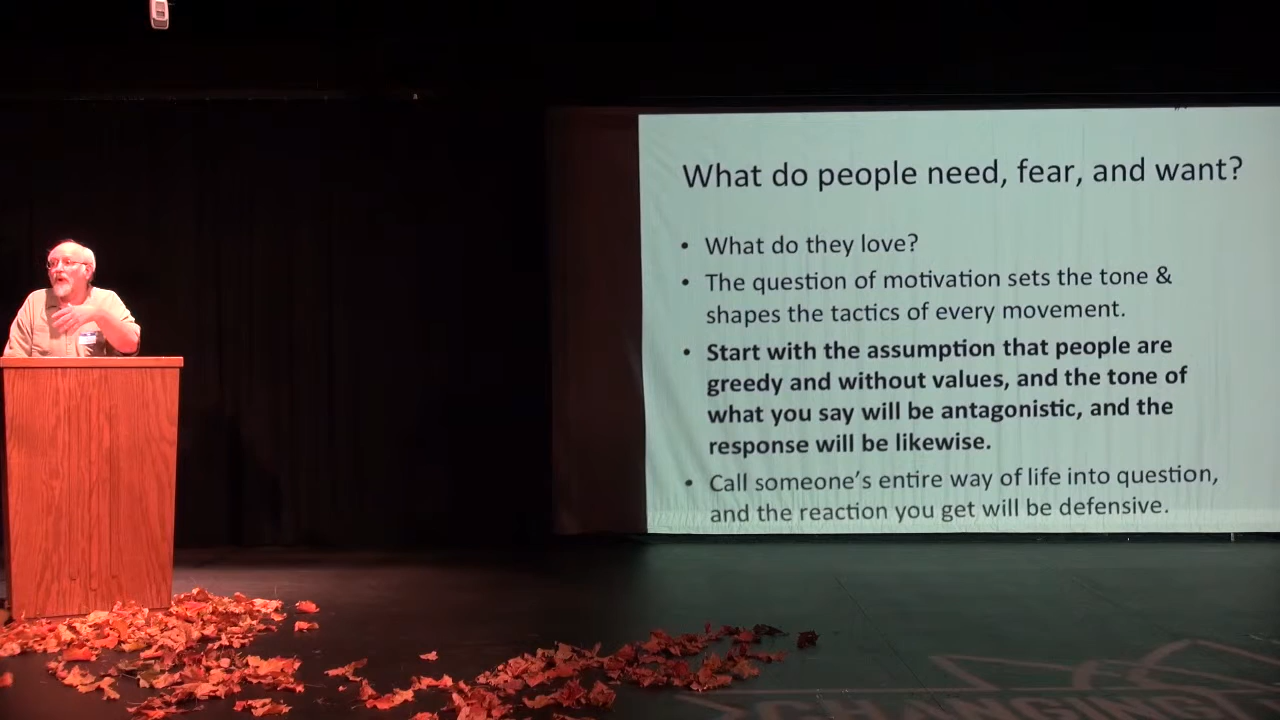 What do people need, fear, and want?
• What do they love?
• The question of motivation sets the tone &
shapes the tactics of every movement.
• Start with the assumption that people are
greedy and without values, and the tone of
what you say will be antagonistic, and the
response will be likewise.
• Call someone's entire way of life into question,
and the reaction you get will be defensive.
CHANGING